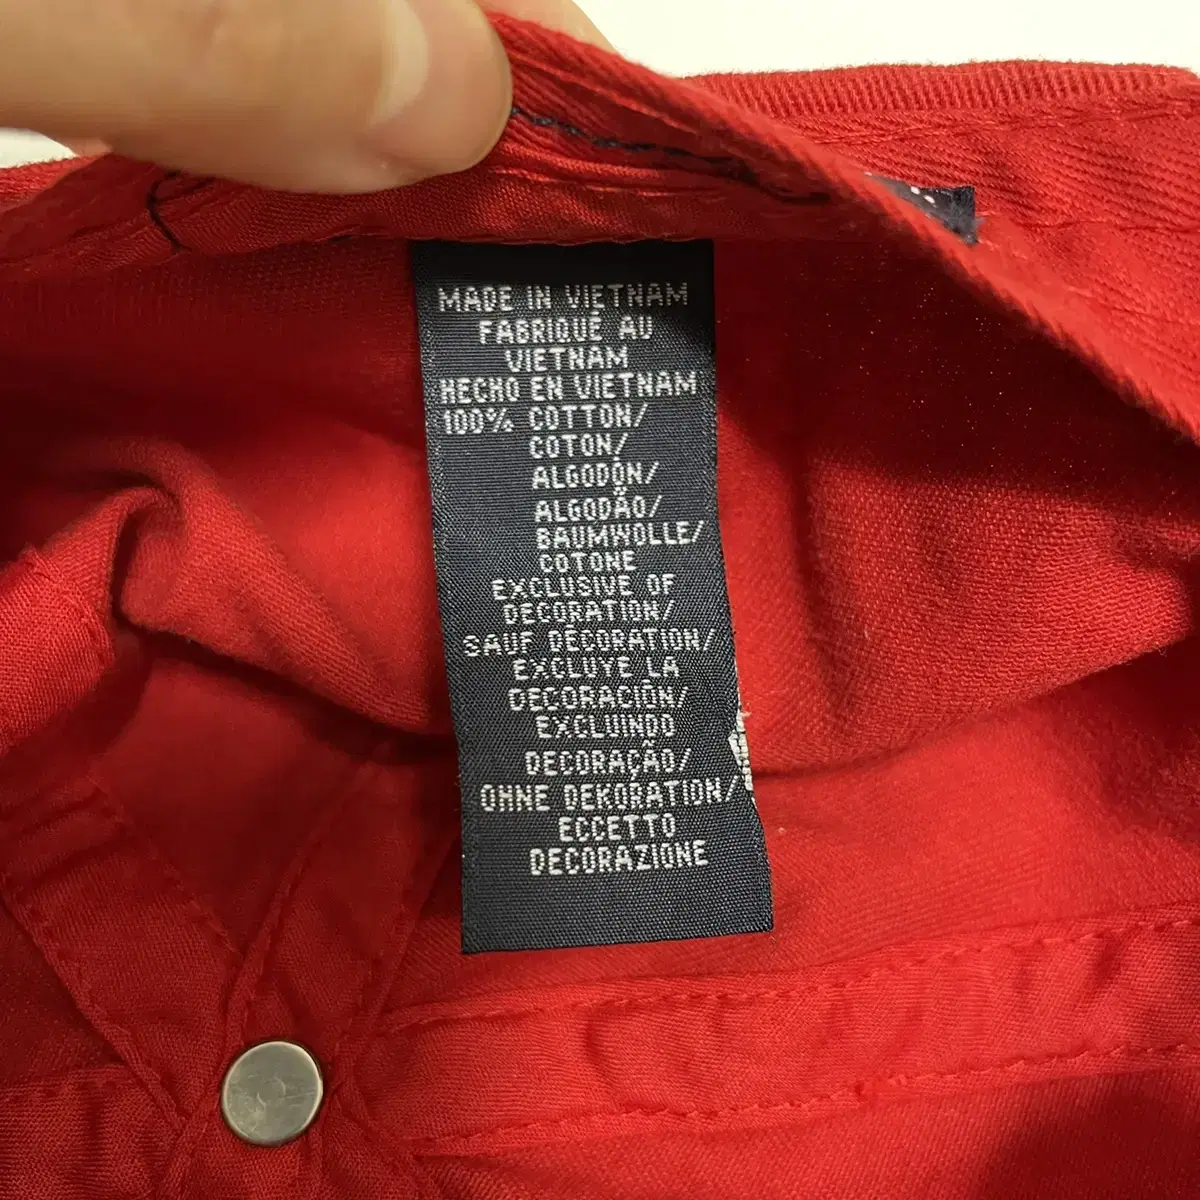 MADE IN VIETNAM
FABRIQUÉ AU
VIETNAM
HECHO EN VIETNAM
100% COTTON/
COTON/
ALGODÓN/
ALGODÃO/
BAUMWOLLE/
COTONE
EXCLUSIVE OF
DECORATION/
SAUF DÉCORATION/
EXCLUYE LA
DECORACIÓN/
EXCLUINDO
DECORAÇÃO/
OHNE DEKORATION/
ECCETTO
DECORAZIONE